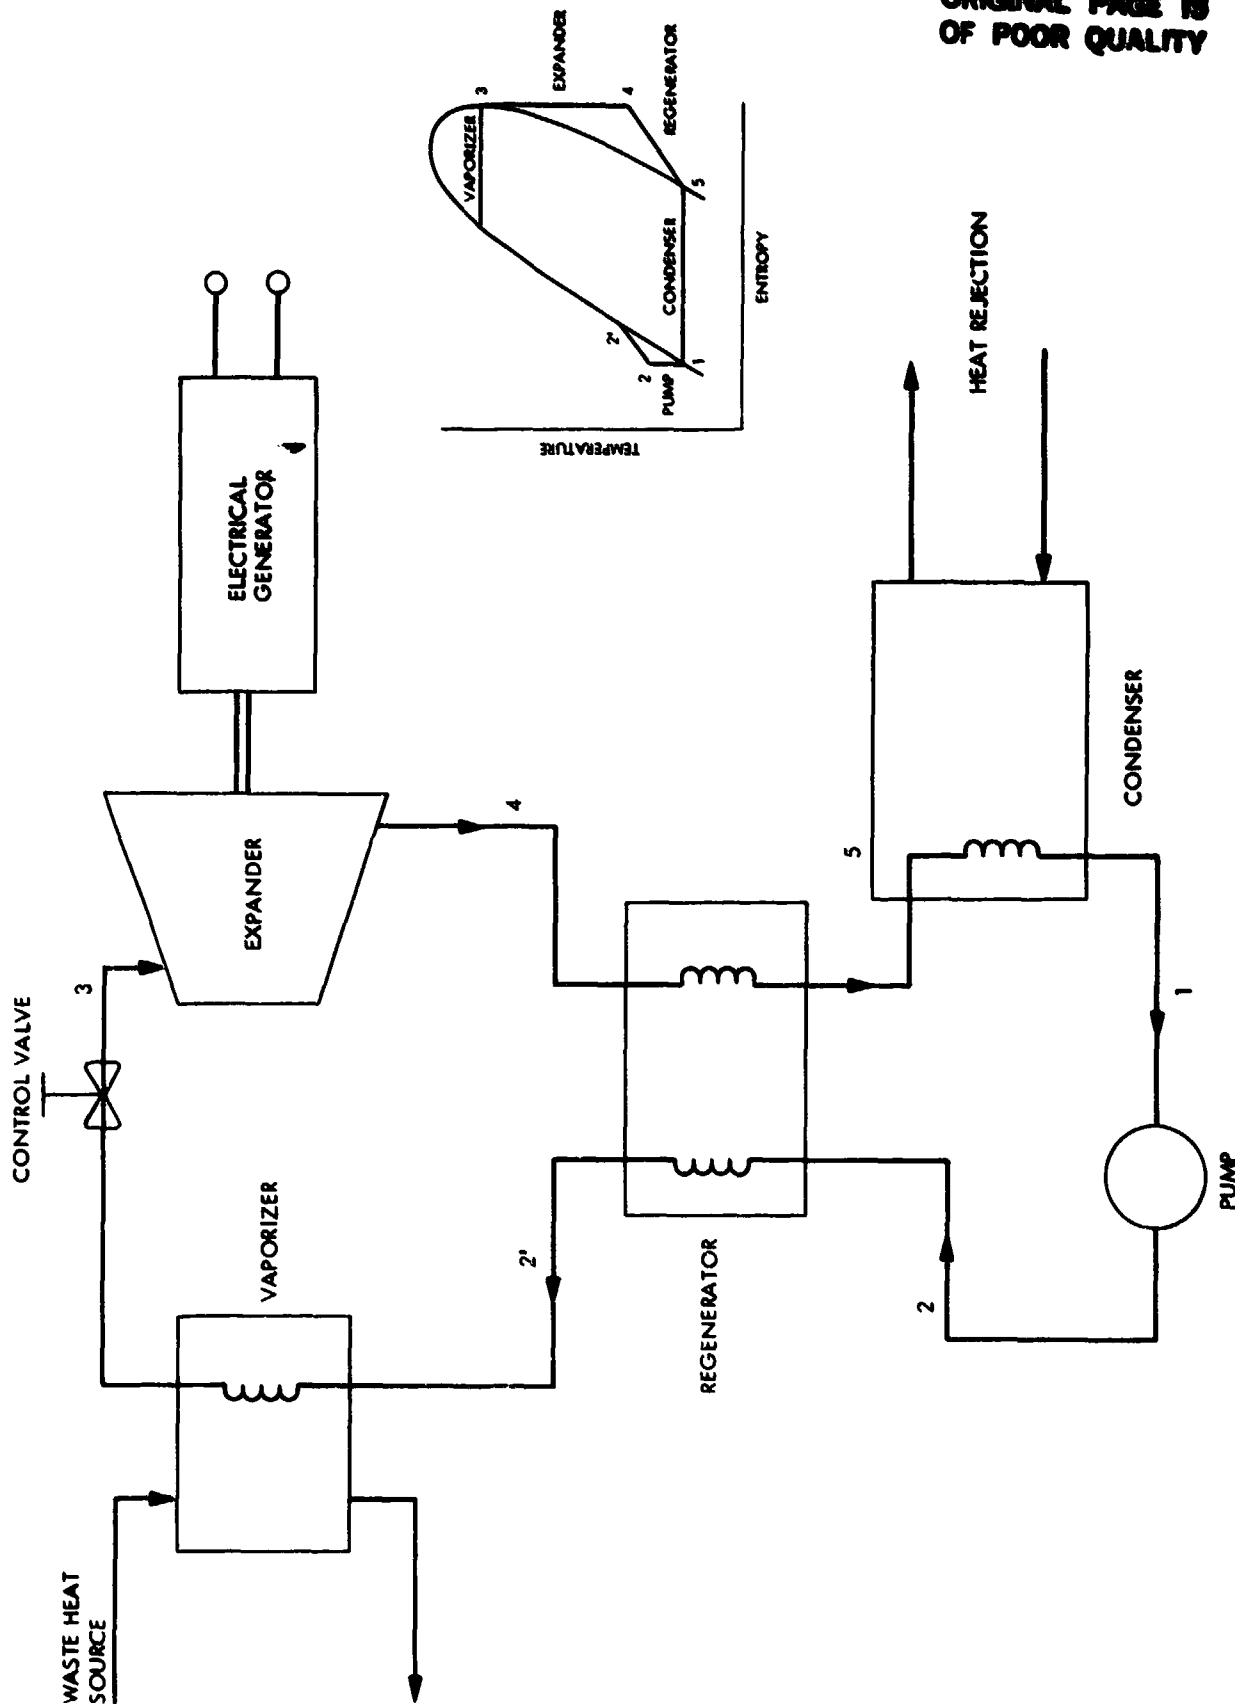 ORIGINAL PAGE IS
OF POOR QUALITY
WASTE HEAT
SOURCE
VAPORIZER
CONTROL VALVE
3
EXPANDER
ELECTRICAL
GENERATOR
4
2'
REGENERATOR
2
5
CONDENSER
HEAT REJECTION
1
PUMP
TEMPERATURE
ENTROPY
VAPORIZER
3
EXPANDER
4
REGENERATOR
5
CONDENSER
1
PUMP
2
2'